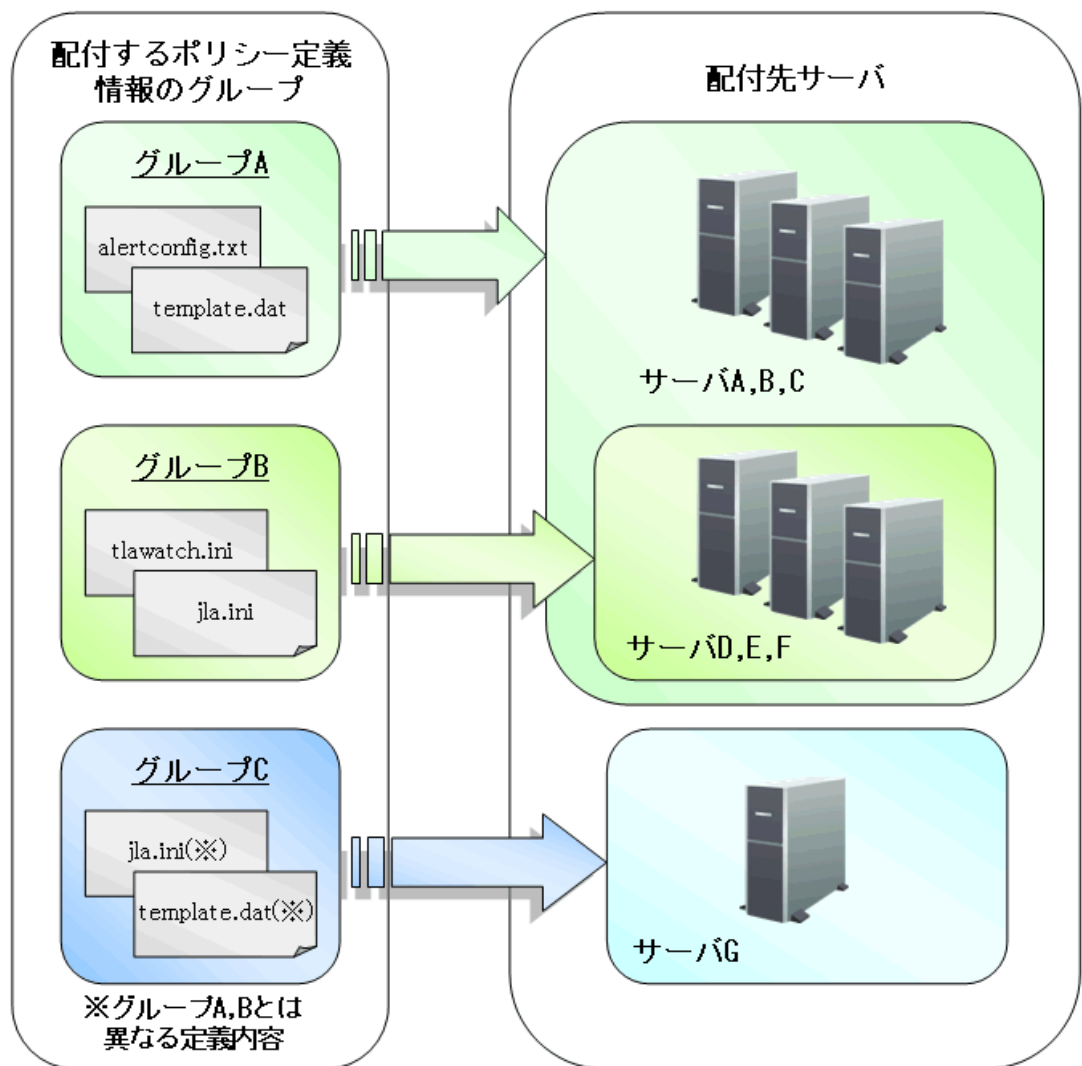 配付するポリシー定義
情報のグループ
グループA
alertconfig.txt
template.dat
グループB
tlawatch.ini
jla.ini
グループC
jla.ini(※)
template.dat(※)
※グループA,Bとは
異なる定義内容
配付先サーバ
サーバA,B,C
サーバD,E,F
サーバG